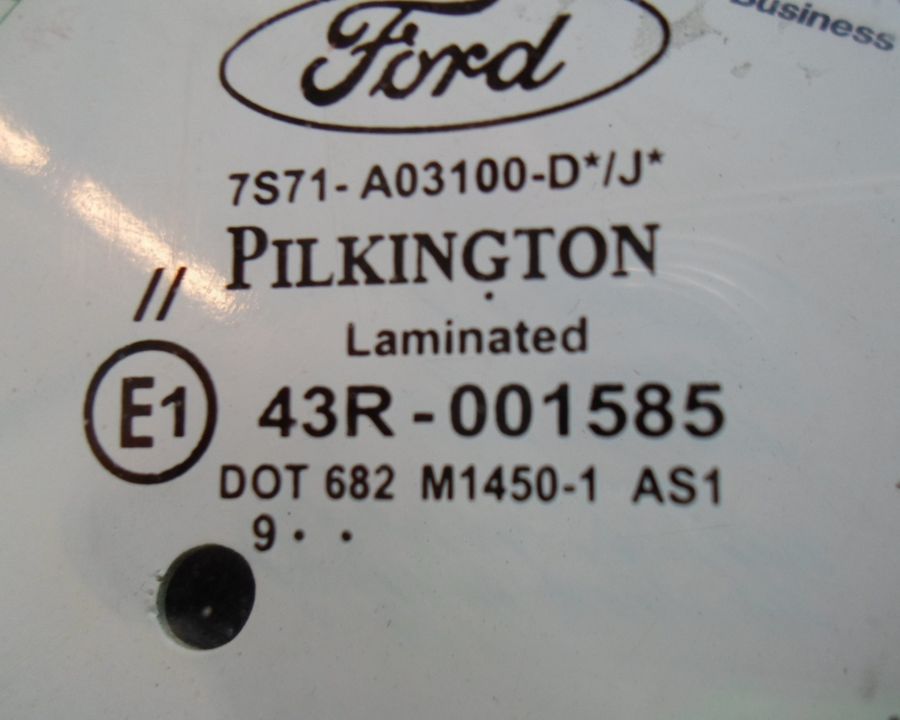 Business
Ford
7S71- A03100-D*/J*
PILKINGTON
//
Laminated
E1 43R - 001585
DOT 682 M1450-1 AS1
9 • •